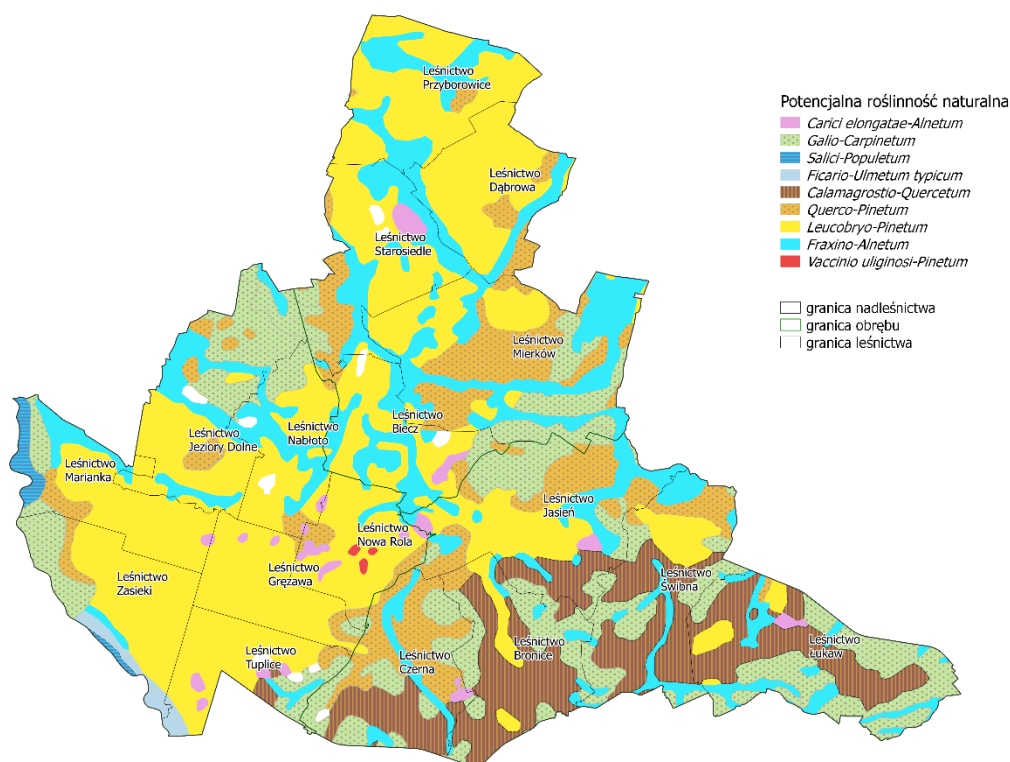 Leśnictwo
Przyborowice
Leśnictwo
Dąbrowa
Leśnictwo
Starosiedle
Leśnictwo
Mierków
Leśnictwo
Biecz
Leśnictwo
Nabłoto
Leśnictwo
Jeziory Dolne
Leśnictwo
Marianka
Leśnictwo
Jasień
Leśnictwo
Nowa Rola
Leśnictwo
Gręzawa
Leśnictwo
Zasieki
Leśnictwo
Świbna
Leśnictwo
Tuplice
Leśnictwo
Czerna
Leśnictwo
Bronice
Leśnictwo
Łukaw
Potencjalna roślinność naturalna
Carici elongatae-Alnetum
Galio-Carpinetum
Salici-Populetum
Ficario-Ulmetum typicum
Calamagrostio-Quercetum
Querco-Pinetum
Leucobryo-Pinetum
Fraxino-Alnetum
Vaccinio uliginosi-Pinetum
granica nadleśnictwa
granica obrębu
granica leśnictwa